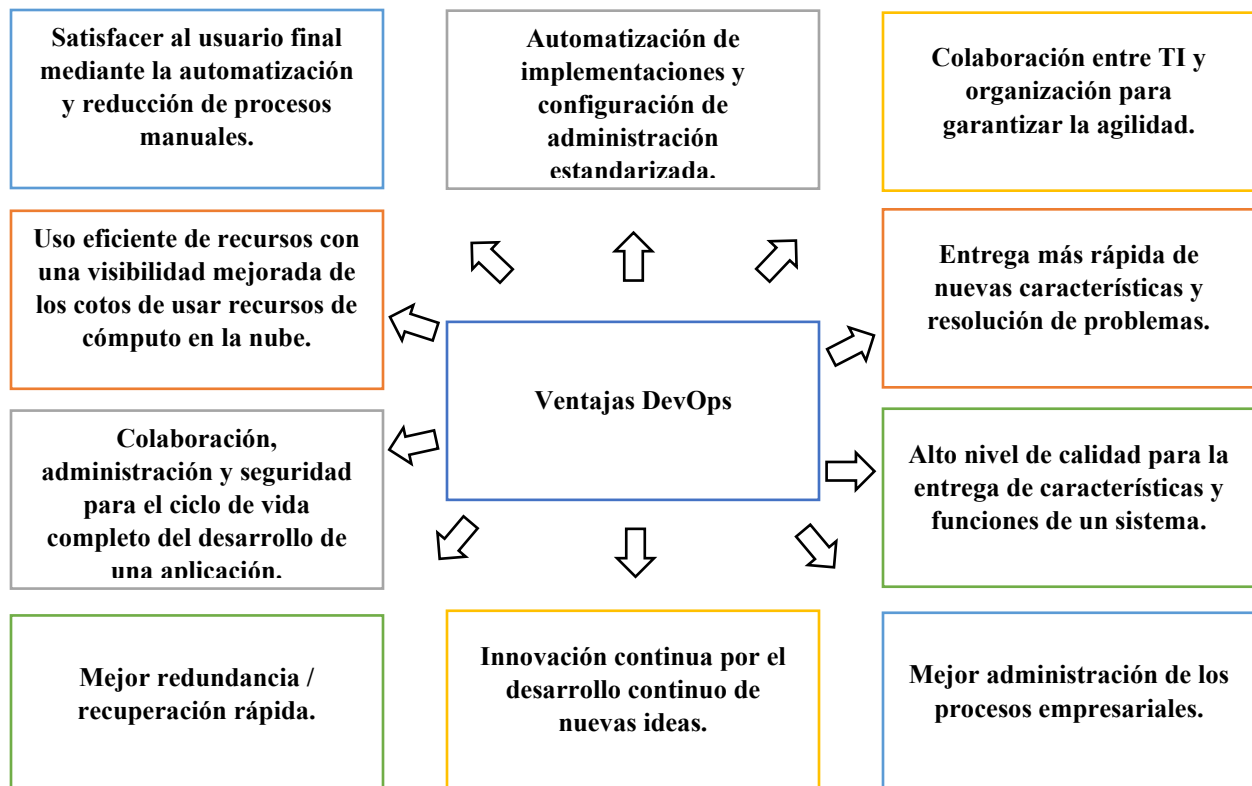 Satisfacer al usuario final
mediante la automatización
y reducción de procesos
manuales.
Automatización de
implementaciones y
configuración de
administración
estandarizada.
Colaboración entre TI y
organización para
garantizar la agilidad.
Uso eficiente de recursos con
una visibilidad mejorada de
los cotos de usar recursos de
cómputo en la nube.
Ventajas DevOps
Entrega más rápida de
nuevas características y
resolución de problemas.
Colaboración,
administración y seguridad
para el ciclo de vida
completo del desarrollo de
una aplicación.
Alto nivel de calidad para la
entrega de características y
funciones de un sistema.
Mejor redundancia /
recuperación rápida.
Innovación continua por el
desarrollo continuo de
nuevas ideas.
Mejor administración de los
procesos empresariales.